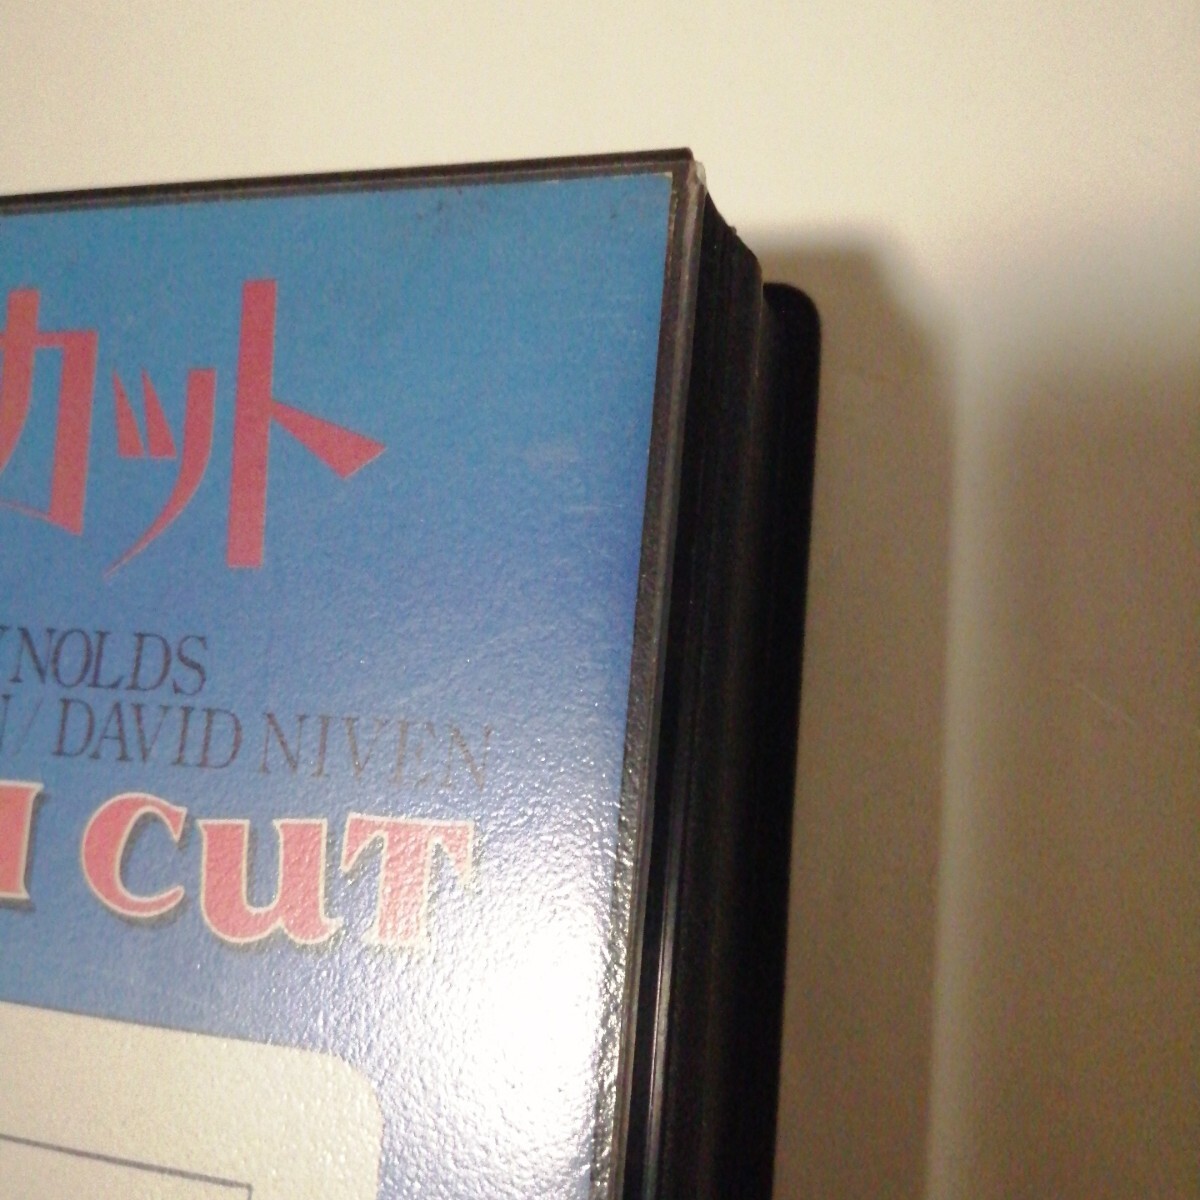 カット
YNOLDS
N/DAVID NIVEN
H CUT